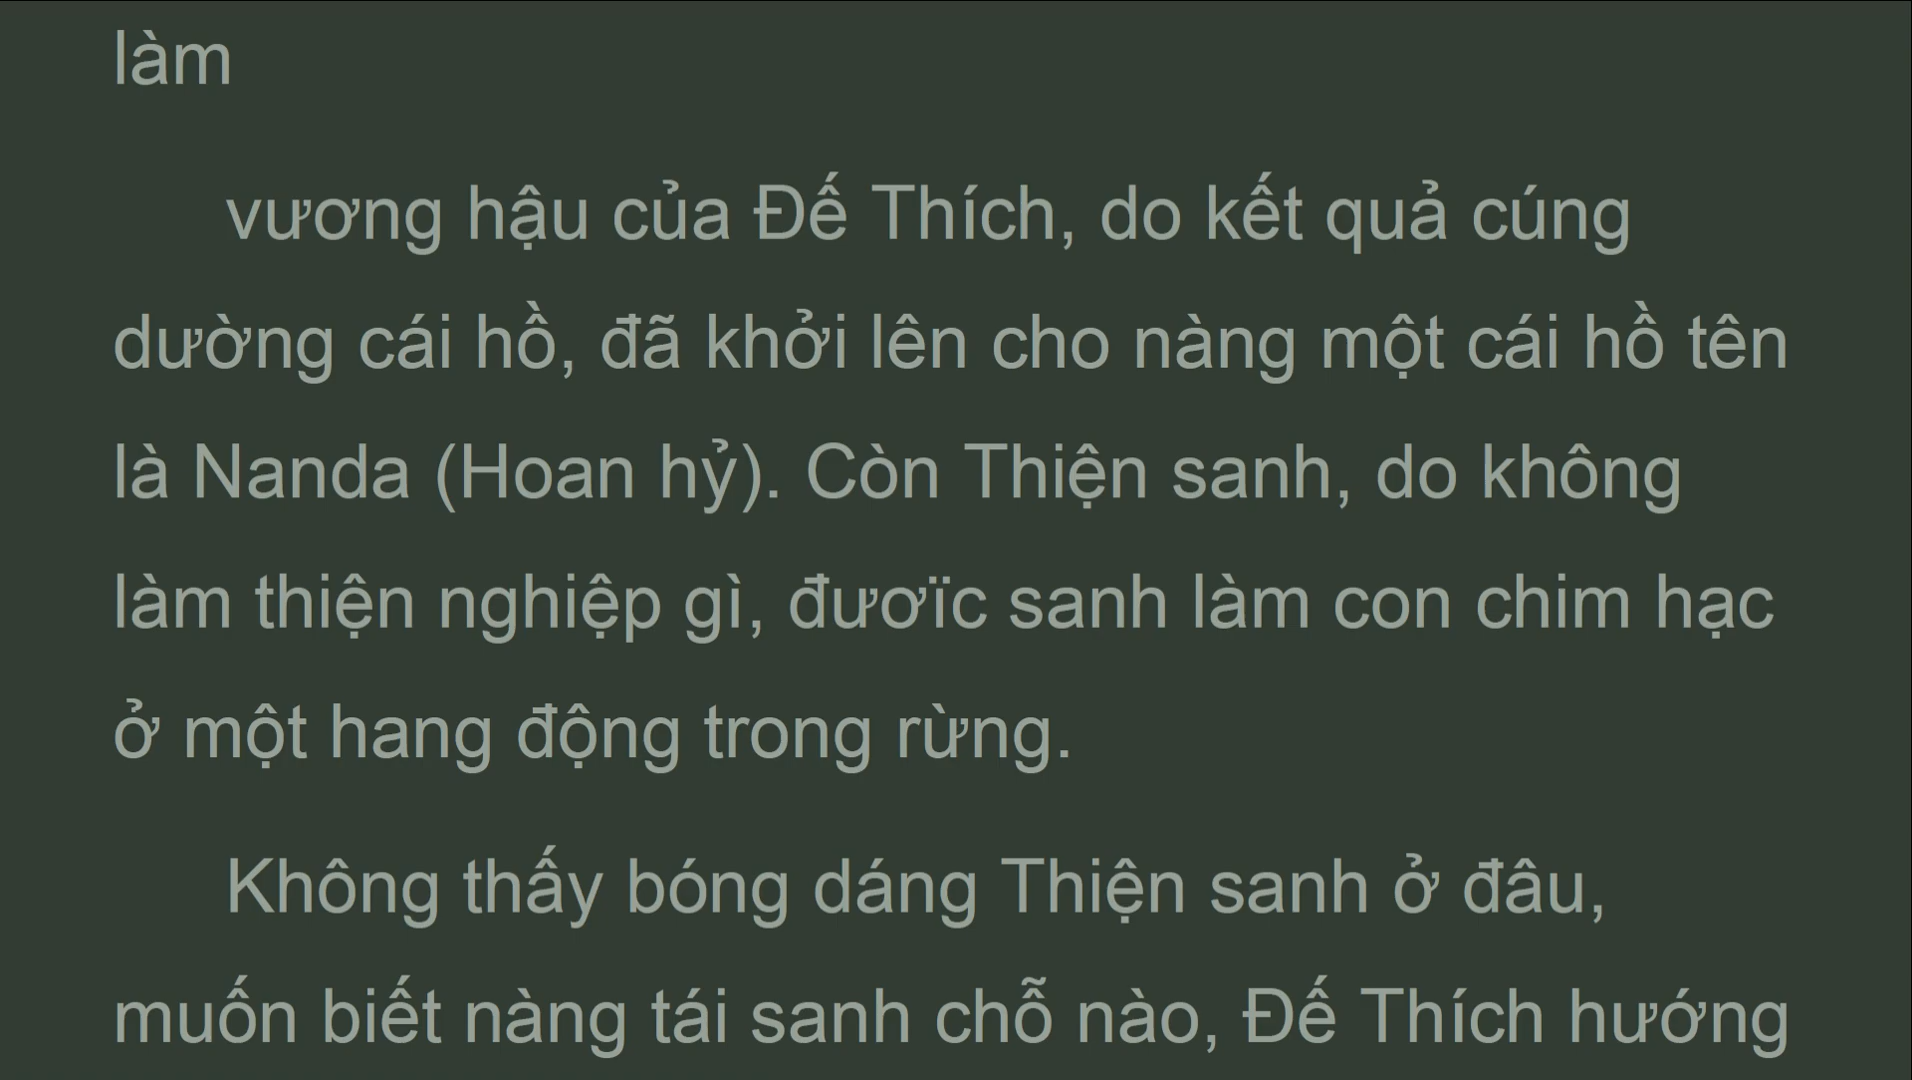 làm
vương hậu của Đế Thích, do kết quả cúng
dường cái hồ, đã khởi lên cho nàng một cái hồ tên
là Nanda (Hoan hỷ). Còn Thiện sanh, do không
làm thiện nghiệp gì, đươïc sanh làm con chim hạc
ở một hang động trong rừng.
Không thấy bóng dáng Thiện sanh ở đâu,
muốn biết nàng tái sanh chỗ nào, Đế Thích hướng